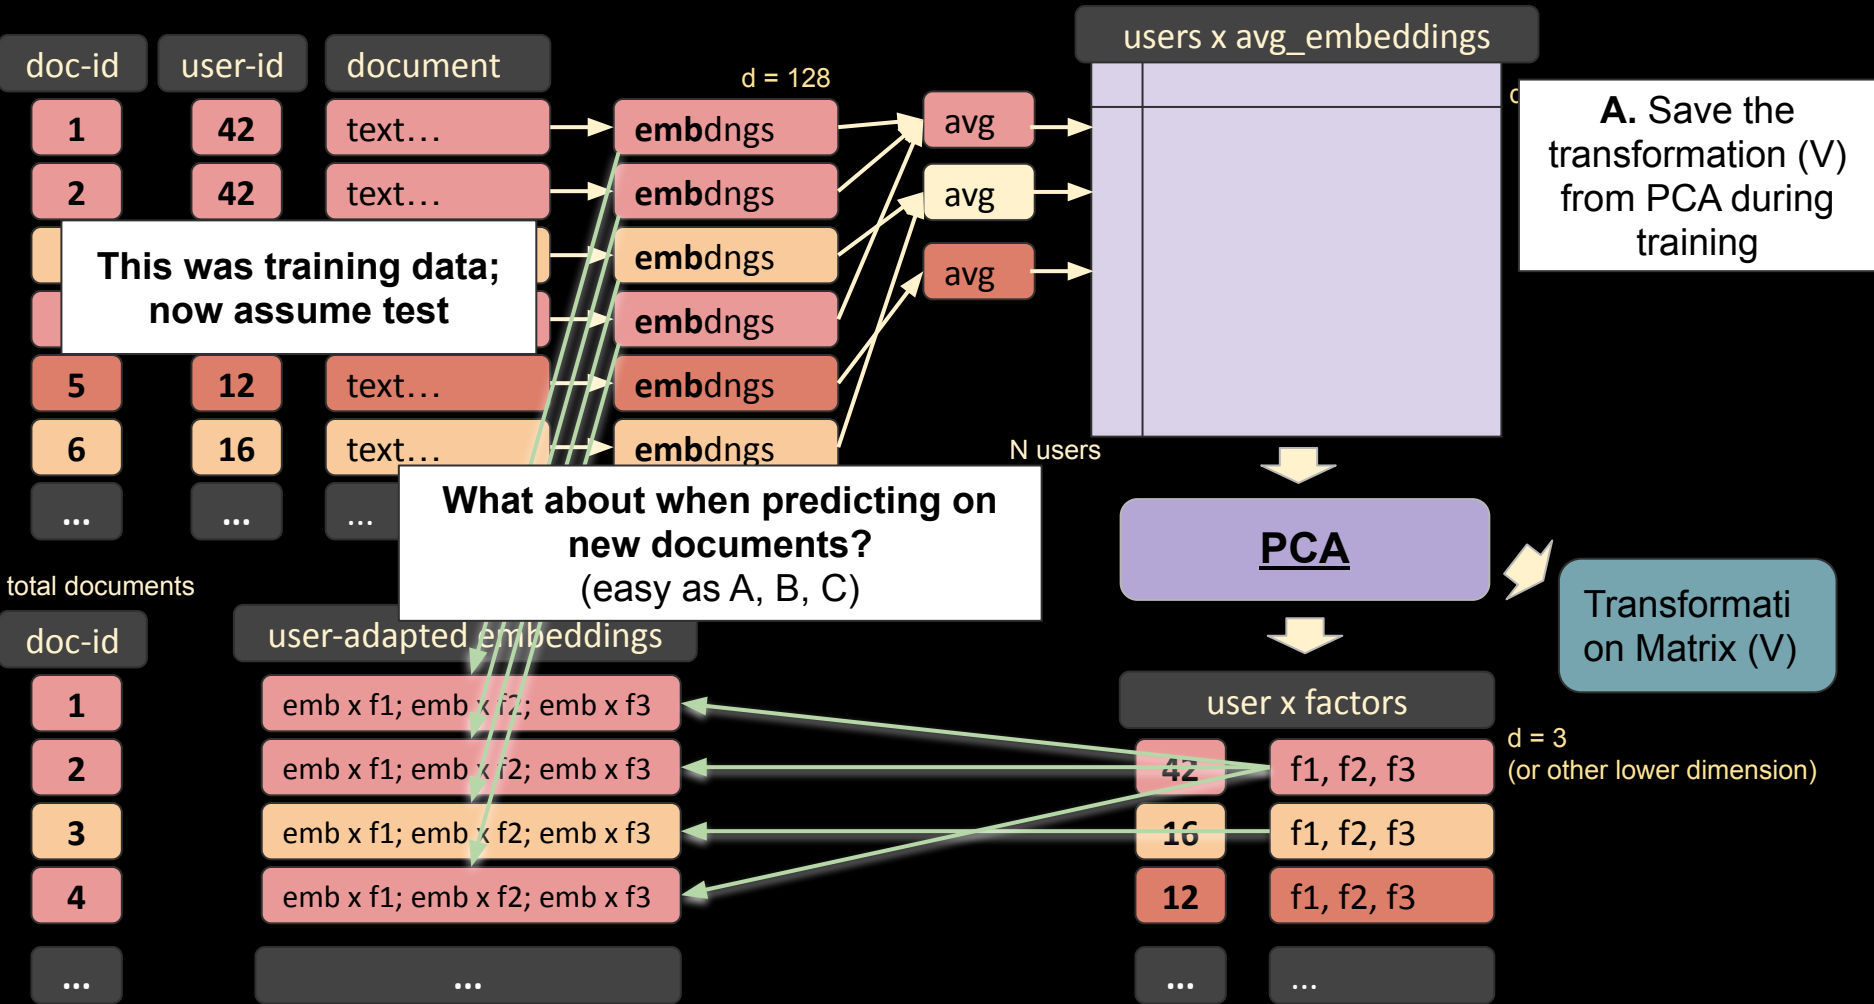 doc-id
user-id
document
d = 128
users x avg_embeddings
1
42
text…
embdngs
avg
2
42
text…
embdngs
avg
embdngs
avg
embdngs
5
12
text…
embdngs
6
16
text…
embdngs
...
...
...
This was training data;
now assume test
What about when predicting on
new documents?
(easy as A, B, C)
A. Save the
transformation (V)
from PCA during
training
N users
PCA
Transformati
on Matrix (V)
total documents
doc-id
user-adapted embeddings
1
emb x f1; emb x f2; emb x f3
2
emb x f1; emb x f2; emb x f3
3
emb x f1; emb x f2; emb x f3
4
emb x f1; emb x f2; emb x f3
...
...
user x factors
d = 3
(or other lower dimension)
42
f1, f2, f3
16
f1, f2, f3
12
f1, f2, f3
...
...